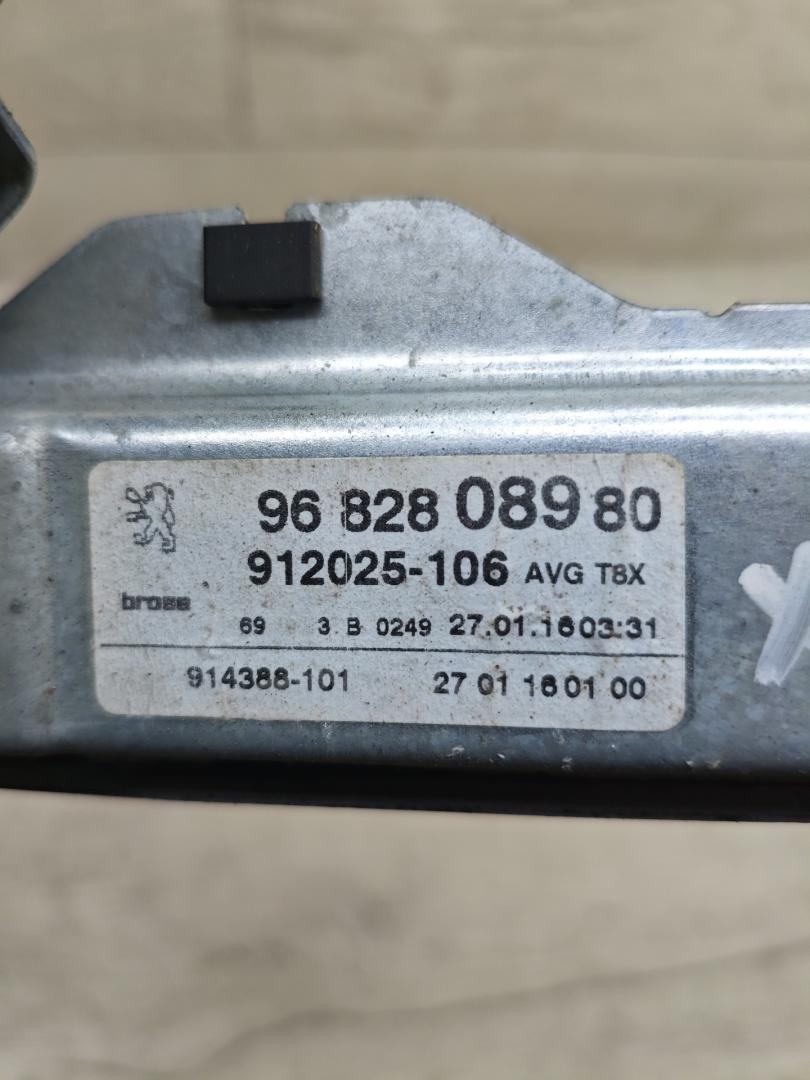 96 828 089 80
912025-106 AVG T8X
brose
69 3 B 0249 27.01.16 03:31
914388-101 27 01 16 01 00